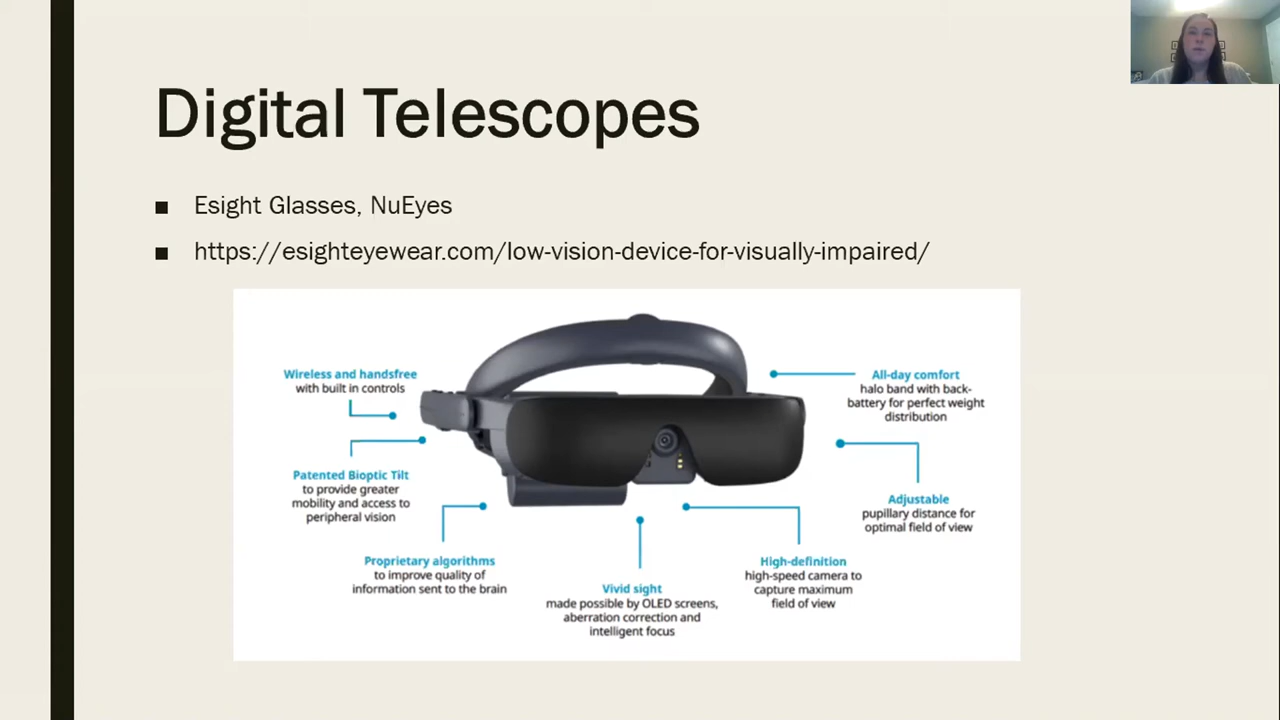 Digital Telescopes
Esight Glasses, NuEyes
https://esighteyewear.com/low-vision-device-for-visually-impaired/
Wireless and handsfree
with built in controls
Patented Bioptic Tilt
to provide greater
mobility and access to
peripheral vision
Proprietary algorithms
to improve quality of
information sent to the brain
Vivid sight
made possible by OLED screens,
aberration correction and
intelligent focus
High-definition
high-speed camera to
capture maximum
field of view
All-day comfort
halo band with back-
battery for perfect weight
distribution
Adjustable
pupillary distance for
optimal field of view